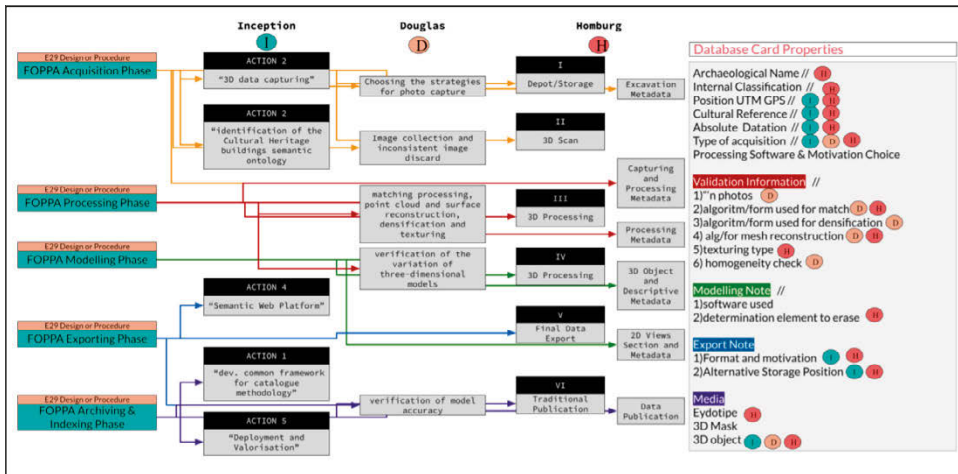 Inception
Douglas
Homburg
I
D
H
E29 Design or Procedure
FOPPA Acquisition Phase
E29 Design or Procedure
FOPPA Processing Phase
E29 Design or Procedure
FOPPA Modelling Phase
E29 Design or Procedure
FOPPA Exporting Phase
E29 Design or Procedure
FOPPA Archiving &
Indexing Phase
ACTION 2
"3D data capturing"
ACTION 2
"identification of the
Cultural Heritage
buildings semantic
ontology
ACTION 4
"Semantic Web Platform"
ACTION 1
"dev. common framework
for catalogue
methodology"
ACTION 5
"Deployment and
Valorisation"
Choosing the strategies
for photo capture
Image collection and
inconsistent image
discard
matching processing,
point cloud and surface
reconstruction,
densification and
texturing
verification of the
variation of
three-dimensional
models
verification of model
accuracy
I
Depot/Storage
II
3D Scan
III
3D Processing
IV
3D Processing
V
Final Data
Export
VI
Traditional
Publication
Excavation
Metadata
Capturing
and
Processing
Metadata
Processing
Metadata
3D Object
and
Descriptive
Metadata
2D Views
Section and
Metadata
Data
Publication
Database Card Properties
Archaeological Name // H
Internal Classification // H
Position UTM GPS // I H
Cultural Reference // I H
Absolute Datation // I H
Type of acquisition // I D H
Processing Software & Motivation Choice
Validation Information //
1)"n photos D
2)algoritm/form used for match D H
3)algoritm/form used for densification D
4) alg/for mesh reconstruction D H
5)texturing type H
6) homogeneity check D
Modelling Note //
1)software used
2)determination element to erase H
Export Note
1)Format and motivation I H
2)Alternative Storage Position I H
Media
Eydotipe H
3D Mask
3D object I D H